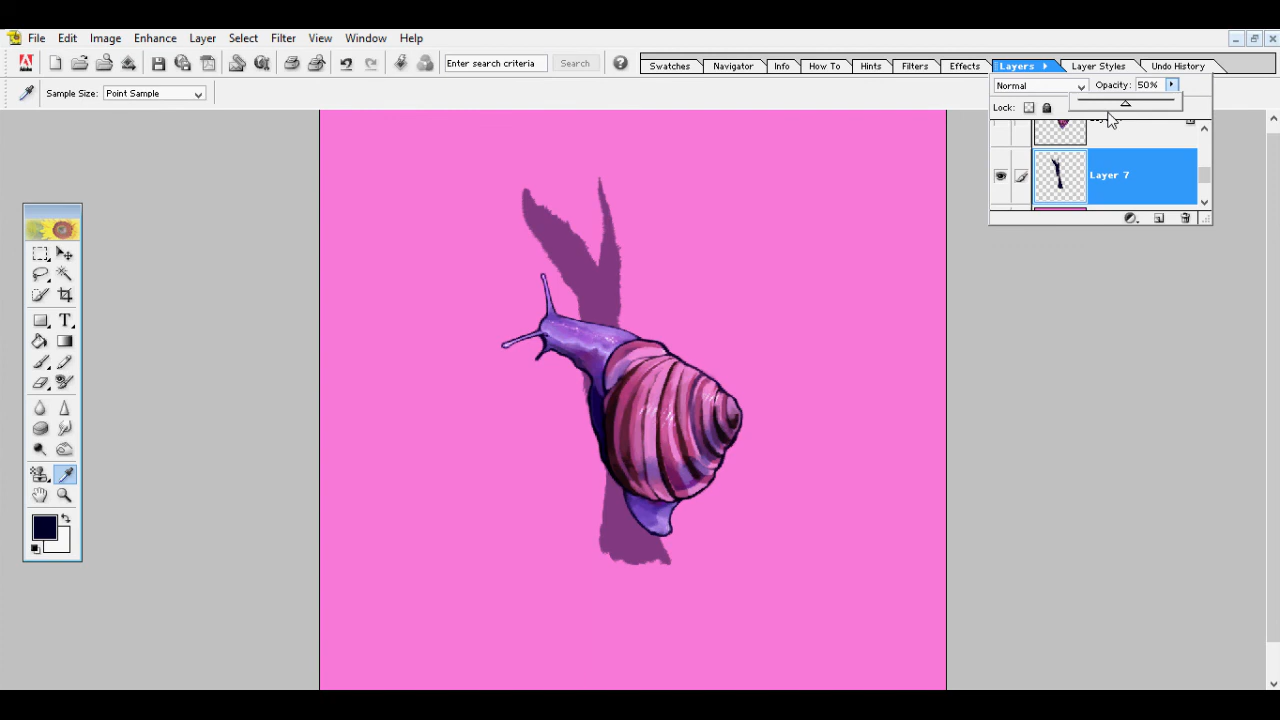 File Edit Image Enhance Layer Select Filter View Window Help
Enter search criteria Search Swatches Navigator Info How To Hints Filters Effects Layers Layer Styles Undo History
Sample Size: Point Sample
Normal Opacity: 50%
Lock:
Layer 7